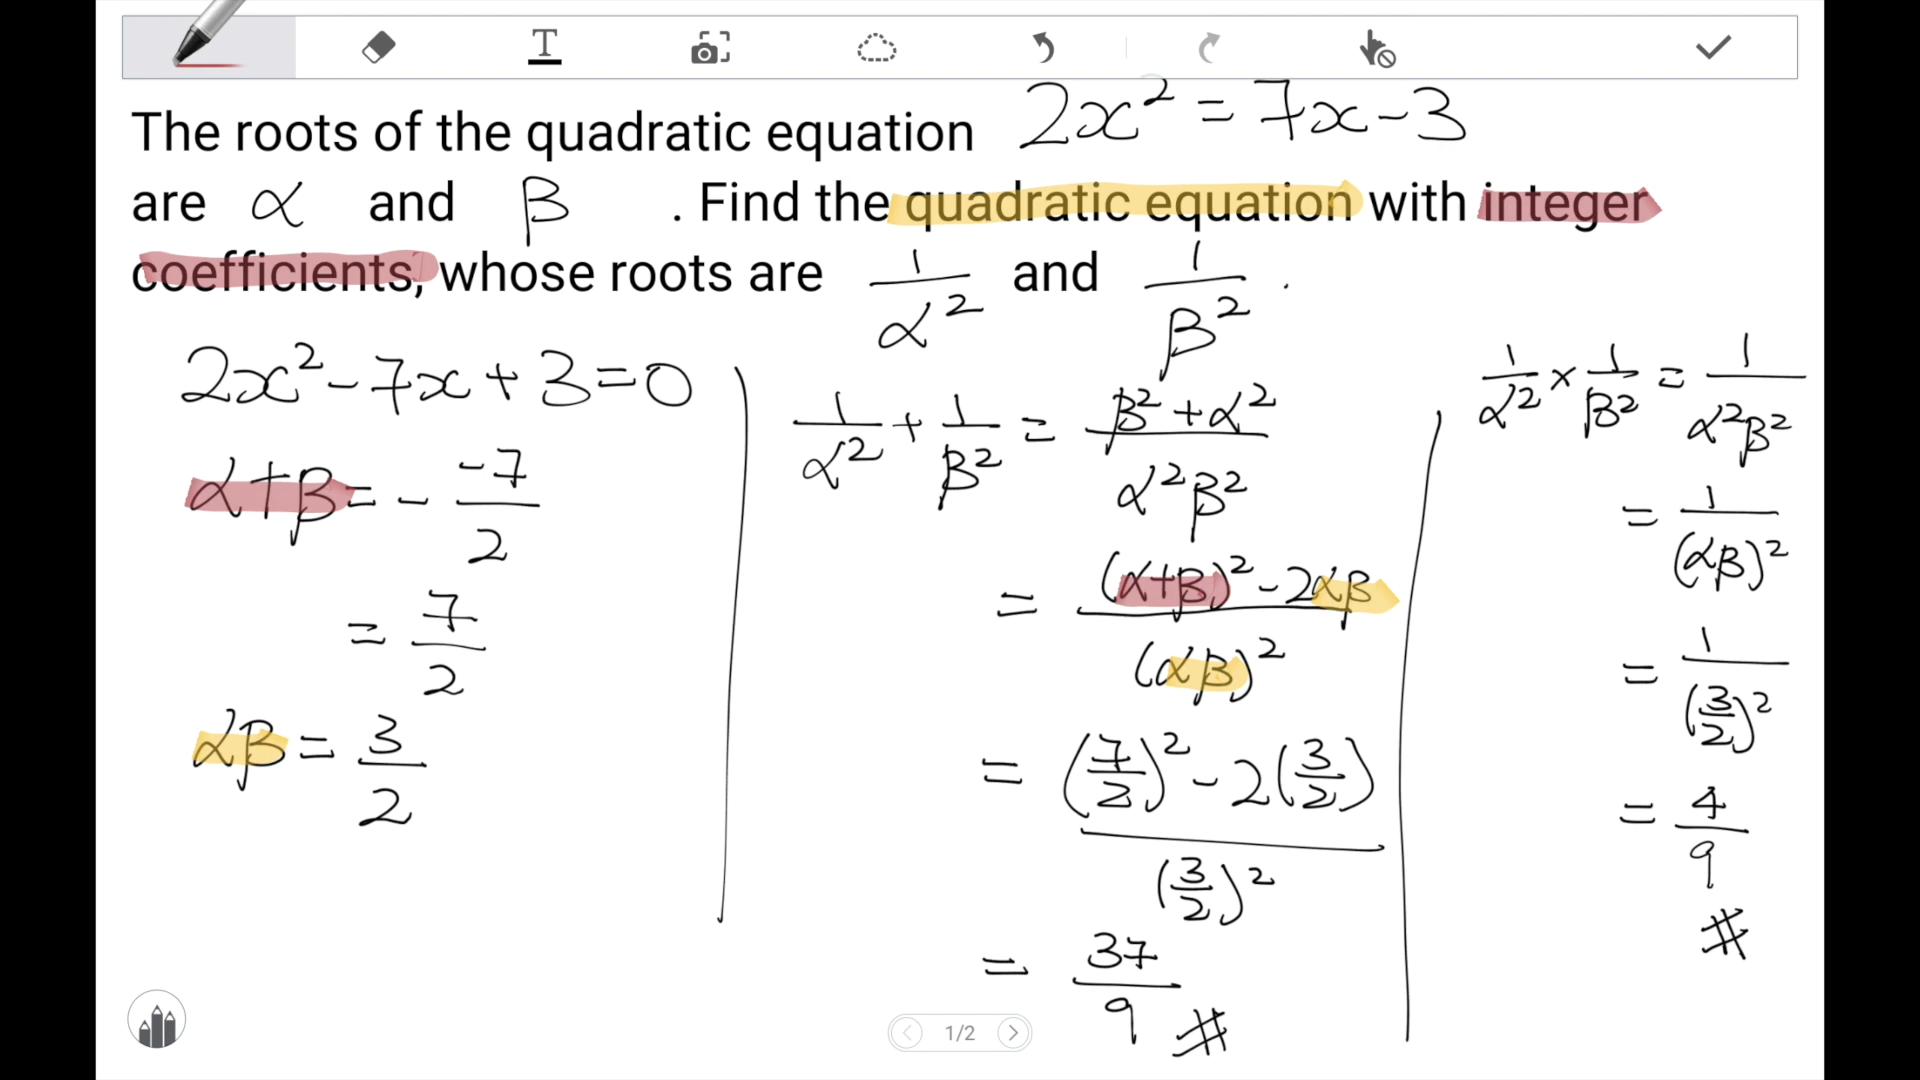 The roots of the quadratic equation 2x² = 7x - 3
are α and β . Find the quadratic equation with integer
coefficients, whose roots are 1/α² and 1/β² .
2x² - 7x + 3 = 0
α+β = - -7/2
= 7/2
αβ = 3/2
1/α² + 1/β² = β² + α² / α²β²
= (α+β)² - 2αβ / (αβ)²
= (7/2)² - 2(3/2) / (3/2)²
= 37/9 #
1/α² × 1/β² = 1/α²β²
= 1/(αβ)²
= 1/(3/2)²
= 4/9
#
T
1/2